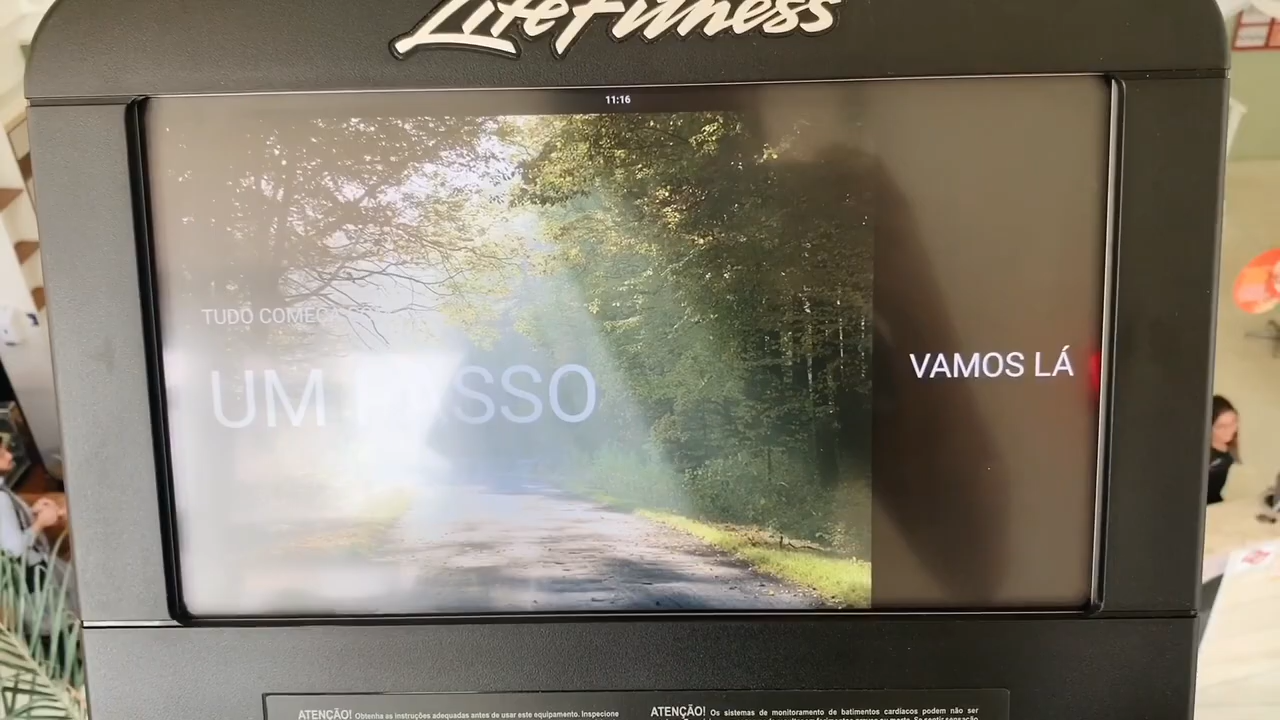 LifeFitness
11:16
TUDO COMEÇA
UM PASSO
VAMOS LÁ
ATENÇÃO! Obtenha as instruções adequadas antes de usar este equipamento. Inspecione
ATENÇÃO! Os sistemas de monitoramento de batimentos cardíacos podem não ser